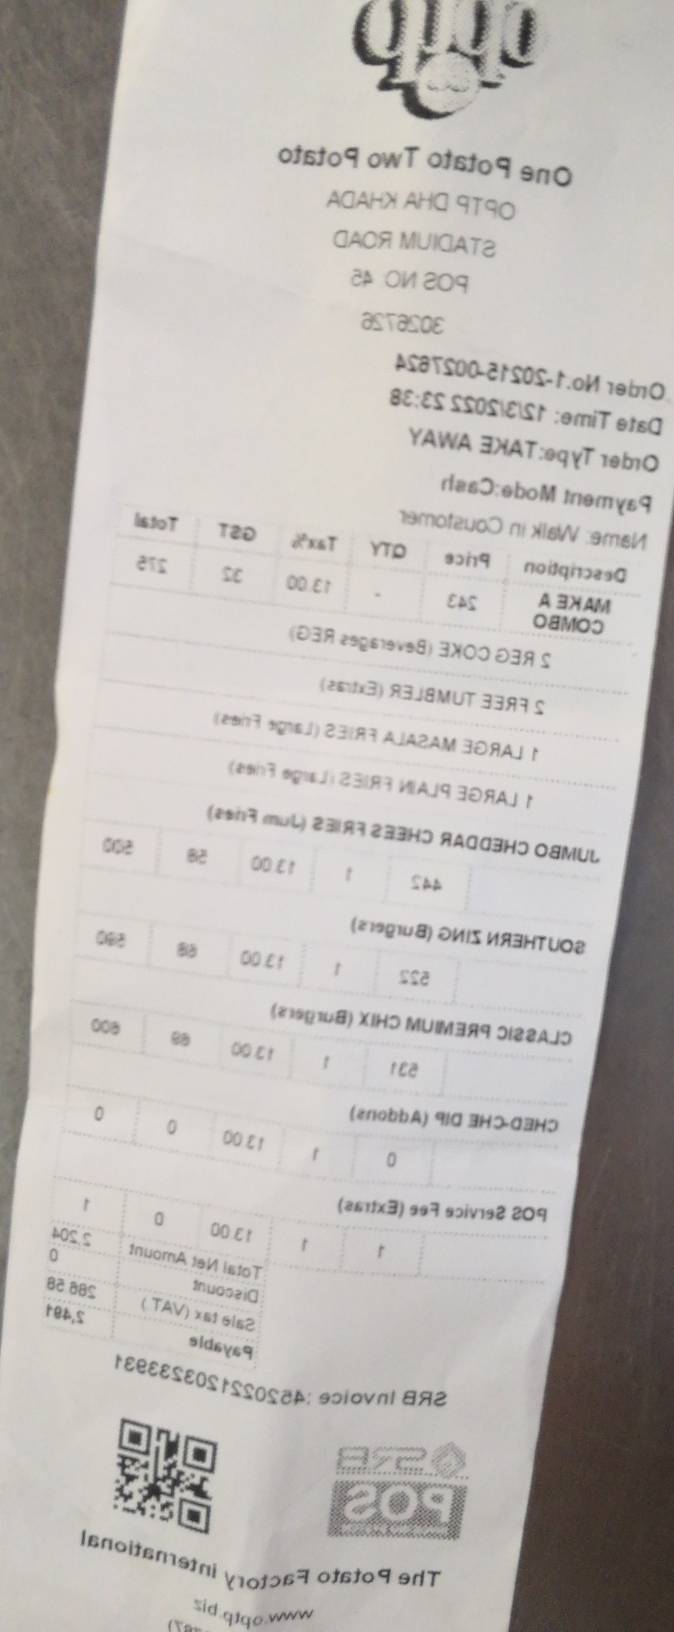 optp
One Potato Two Potato
OPTP DHA KHADA
STADIUM ROAD
POS NO 45
3026726
Order No.1-20215-0027624
Date Time: 12/3/2022 23:38
Order Type:TAKE AWAY
Payment Mode:Cash
Name: Walk in Coustomer
Description Price QTY Tax% GST Total
MAKE A COMBO 243 - 13.00 32 275
2 REG COKE (Beverages REG)
2 FREE TUMBLER (Extras)
1 LARGE MASALA FRIES (Large Fries)
1 LARGE PLAIN FRIES (Large Fries)
JUMBO CHEDDAR CHEES FRIES (Jum Fries)
442 1 13.00 58 500
SOUTHERN ZING (Burgers)
522 1 13.00 68 590
CLASSIC PREMIUM CHIX (Burgers)
531 1 13.00 69 600
CHED-CHE DIP (Addons)
0 1 13.00 0 0
POS Service Fee (Extras)
1 1 13.00 0 1
Total Net Amount 2,204
Discount 0
Sale tax (VAT) 286.58
Payable 2,491
SRB Invoice :4520221203233931
POS
The Potato Factory international
www.optp.biz